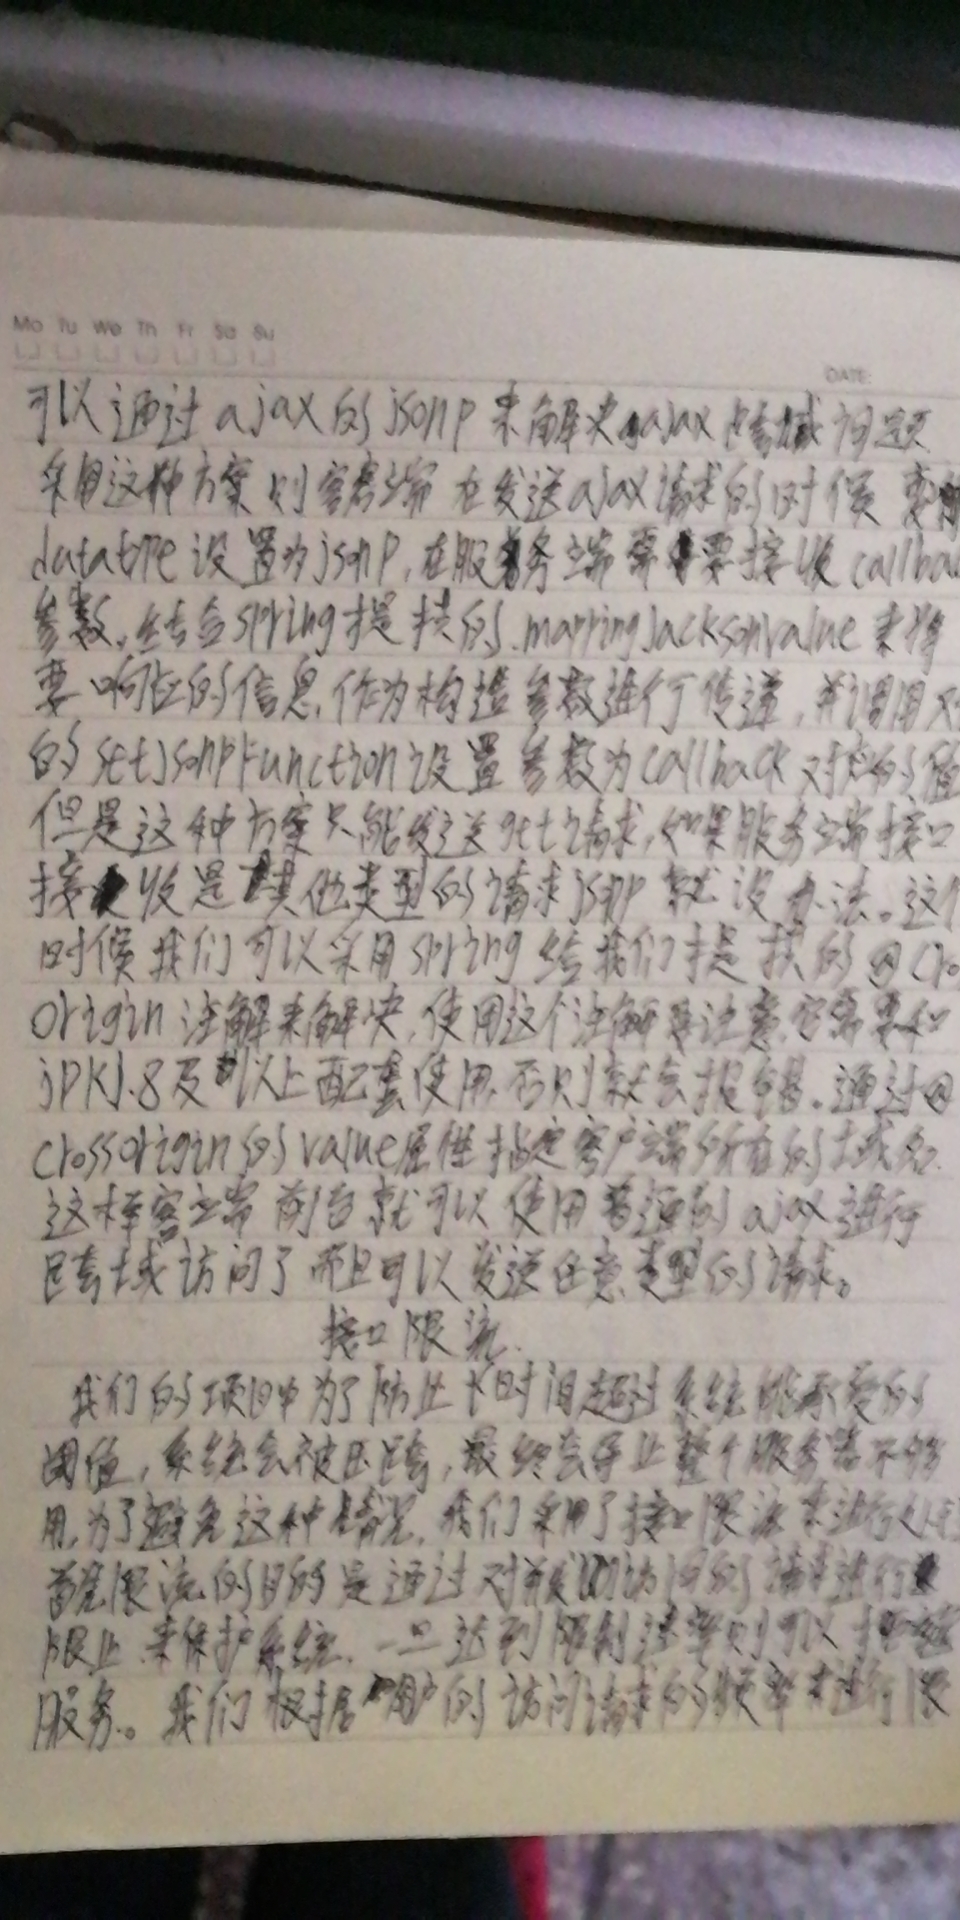 Mo Tu We Th Fr Sa Su
DATE:
可以通过ajax的jsonp来解决ajax跨域问题
采用这种方案则客户端在发送ajax请求的时候要
datatype设置为jsonp,在服务端需要接收callbac
参数,结合spring提供的.mappingJacksonvalue来将
要响应的信息,作为构造参数进行传递,并调用对
的setJsonpFunction设置参数为callback对应的值
但是这种方案只能发送get请求,如果服务端接口
接收是其他类型的请求jsonp就没办法。这个
时候我们可以采用spring给我们提供的@Cro
Origin注解来解决,使用这个注解要注意它需要和
jDK1.8及以上配套使用,否则就会报错.通过@
crossorigin的value属性指定客户端所在的域名.
这样客户端前台就可以使用普通的ajax进行
跨域访问了而且可以发送任意类型的请求。
接口限流.
我们的项目中为了防止长时间超过系统能承受的
阈值,系统会被压跨,最终会导止整个服务器不够
用,为了避免这种情况,我们采用了接口限流来进行处理
首先限流的目的是通过对并发访问的请求进行
限止来保护系统.一旦达到限制速率则可以拒绝
服务。我们根据用户的访问请求的频率来进行限